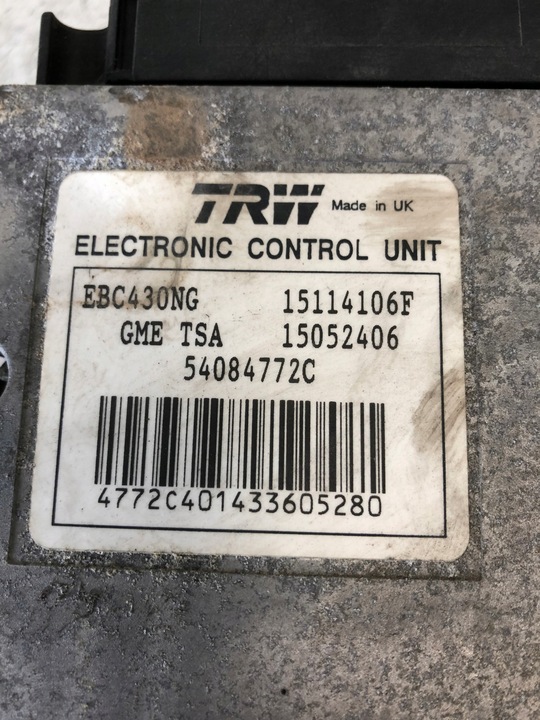 TRW Made in UK
ELECTRONIC CONTROL UNIT
EBC430NG 15114106F
GME TSA 15052406
54084772C
4772C401433605280